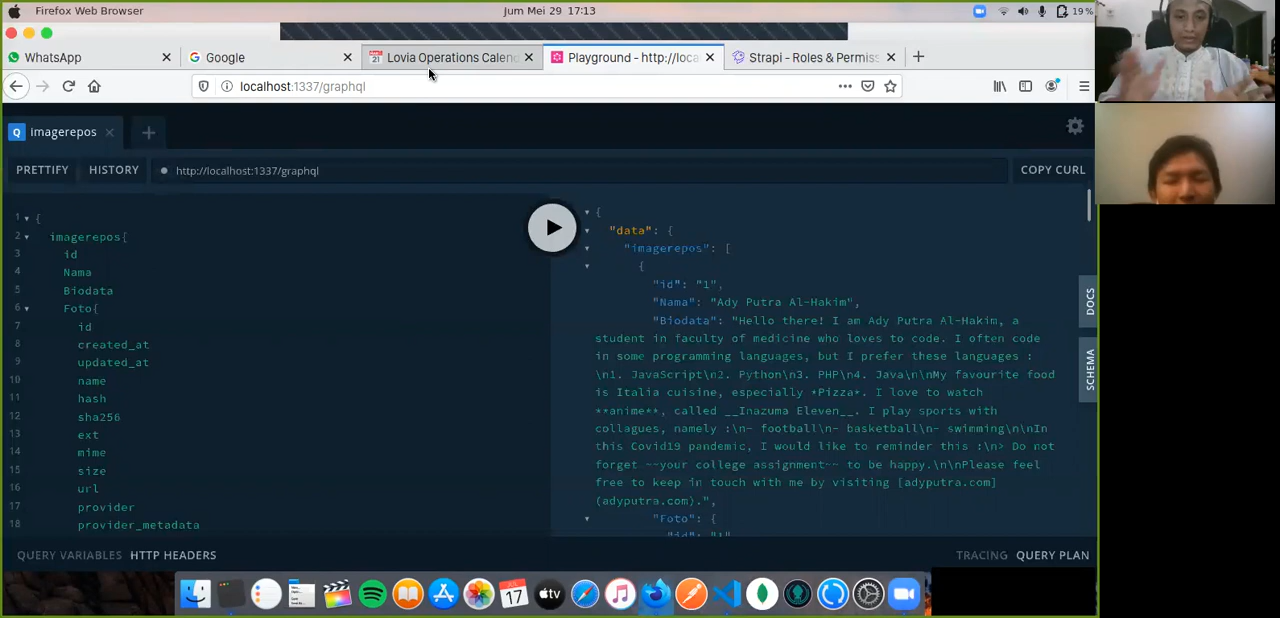 Firefox Web Browser
Jum Mei 29 17:13
19%
WhatsApp
Google
Lovia Operations Calen
Playground - http://loca
Strapi - Roles & Permiss
localhost:1337/graphql
Q imagerepos
PRETTIFY
HISTORY
http://localhost:1337/graphql
COPY CURL
1 {
2 imagerepos{
3 id
4 Nama
5 Biodata
6 Foto{
7 id
8 created_at
9 updated_at
10 name
11 hash
12 sha256
13 ext
14 mime
15 size
16 url
17 provider
18 provider_metadata
{
"data": {
"imagerepos": [
{
"id": "1",
"Nama": "Ady Putra Al-Hakim",
"Biodata": "Hello there! I am Ady Putra Al-Hakim, a
student in faculty of medicine who loves to code. I often code
in some programming languages, but I prefer these languages :
\n1. JavaScript\n2. Python\n3. PHP\n4. Java\n\nMy favourite food
is Italia cuisine, especially *Pizza*. I love to watch
**anime**, called __Inazuma Eleven__. I play sports with
collagues, namely :\n- football\n- basketball\n- swimming\n\nIn
this Covid19 pandemic, I would like to reminder this :\n> Do not
forget ~~your college assignment~~ to be happy.\n\nPlease feel
free to keep in touch with me by visiting [adyputra.com]
(adyputra.com).",
"Foto": {
"id": "1"
DOCS
SCHEMA
QUERY VARIABLES
HTTP HEADERS
TRACING
QUERY PLAN
17
tv